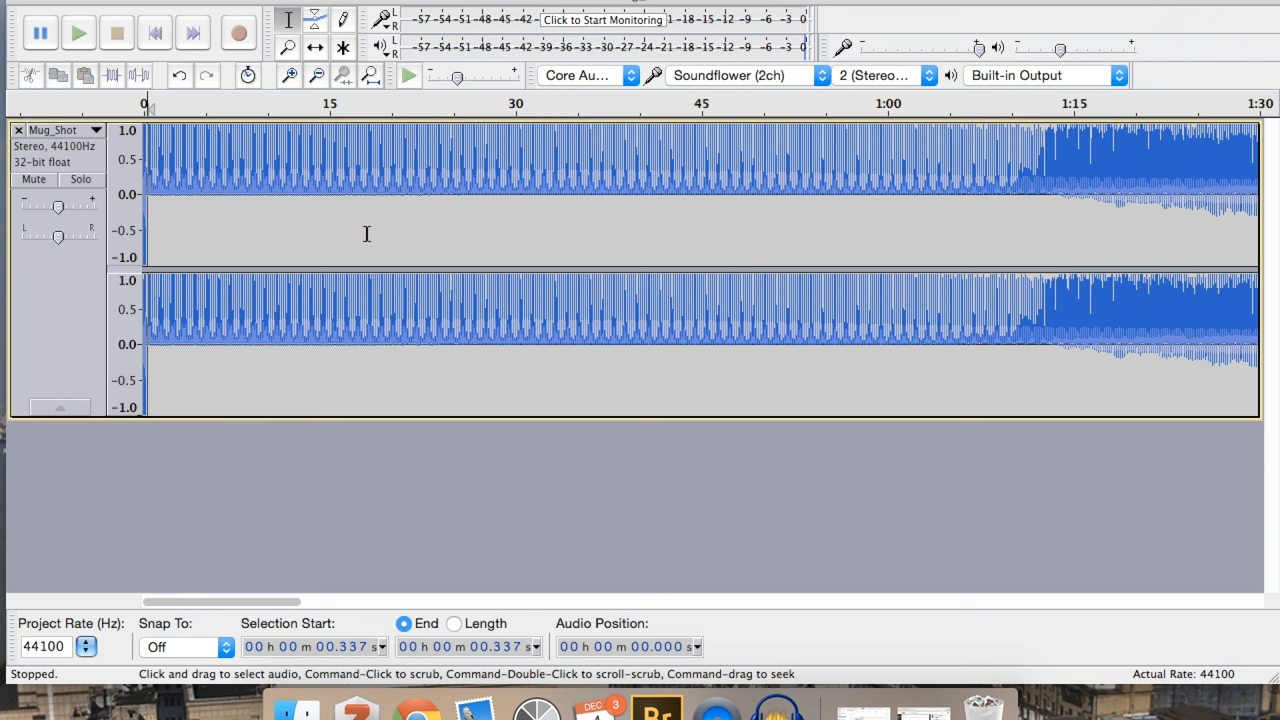 L -57 -54 -51 -48 -45 -42 - Click to Start Monitoring 1 -18 -15 -12 -9 -6 -3 0
R
L -57 -54 -51 -48 -45 -42 -39 -36 -33 -30 -27 -24 -21 -18 -15 -12 -9 -6 -3 0
R
- +
- +
- + Core Au... Soundflower (2ch) 2 (Stereo... Built-in Output
0 15 30 45 1:00 1:15 1:30
Mug_Shot 1.0
Stereo, 44100Hz
32-bit float 0.5
Mute Solo
- + 0.0
L R -0.5
-1.0
1.0
0.5
0.0
-0.5
-1.0
Project Rate (Hz): Snap To: Selection Start: End Length Audio Position:
44100 Off 00 h 00 m 00.337 s 00 h 00 m 00.337 s 00 h 00 m 00.000 s
Stopped. Click and drag to select audio, Command-Click to scrub, Command-Double-Click to scroll-scrub, Command-drag to seek Actual Rate: 44100
DEC 3
Br